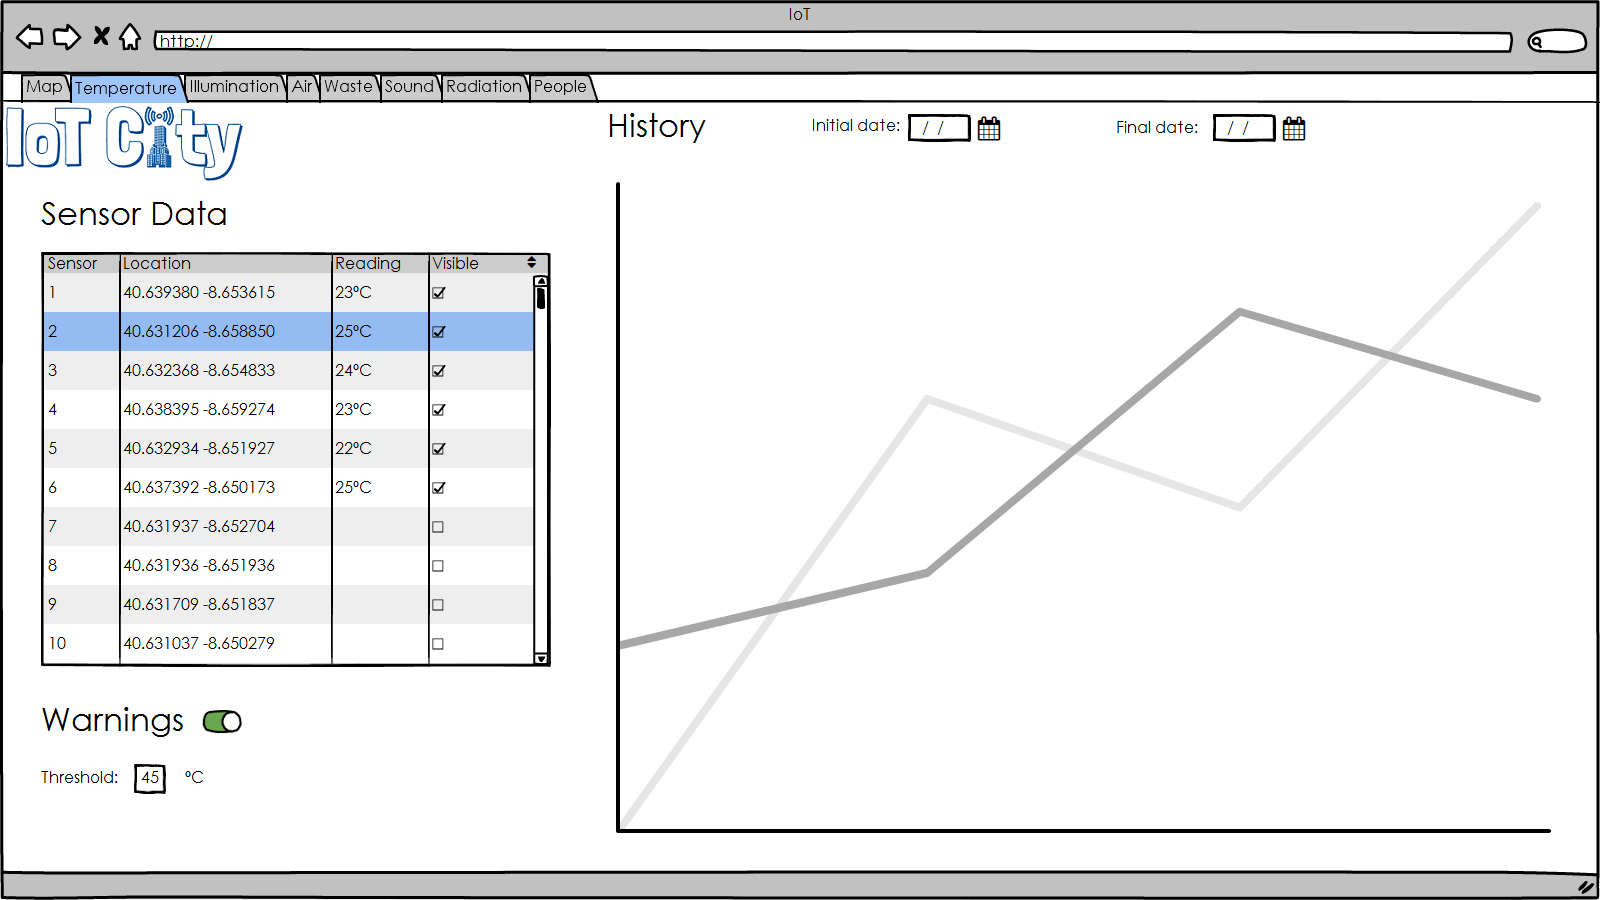 IoT
http://
Map Temperature Illumination Air Waste Sound Radiation People
IoT City
History Initial date: / / Final date: / /
Sensor Data
Sensor Location Reading Visible
1 40.639380 -8.653615 23ºC
2 40.631206 -8.658850 25ºC
3 40.632368 -8.654833 24ºC
4 40.638395 -8.659274 23ºC
5 40.632934 -8.651927 22ºC
6 40.637392 -8.650173 25ºC
7 40.631937 -8.652704
8 40.631936 -8.651936
9 40.631709 -8.651837
10 40.631037 -8.650279
Warnings
Threshold: 45 ºC